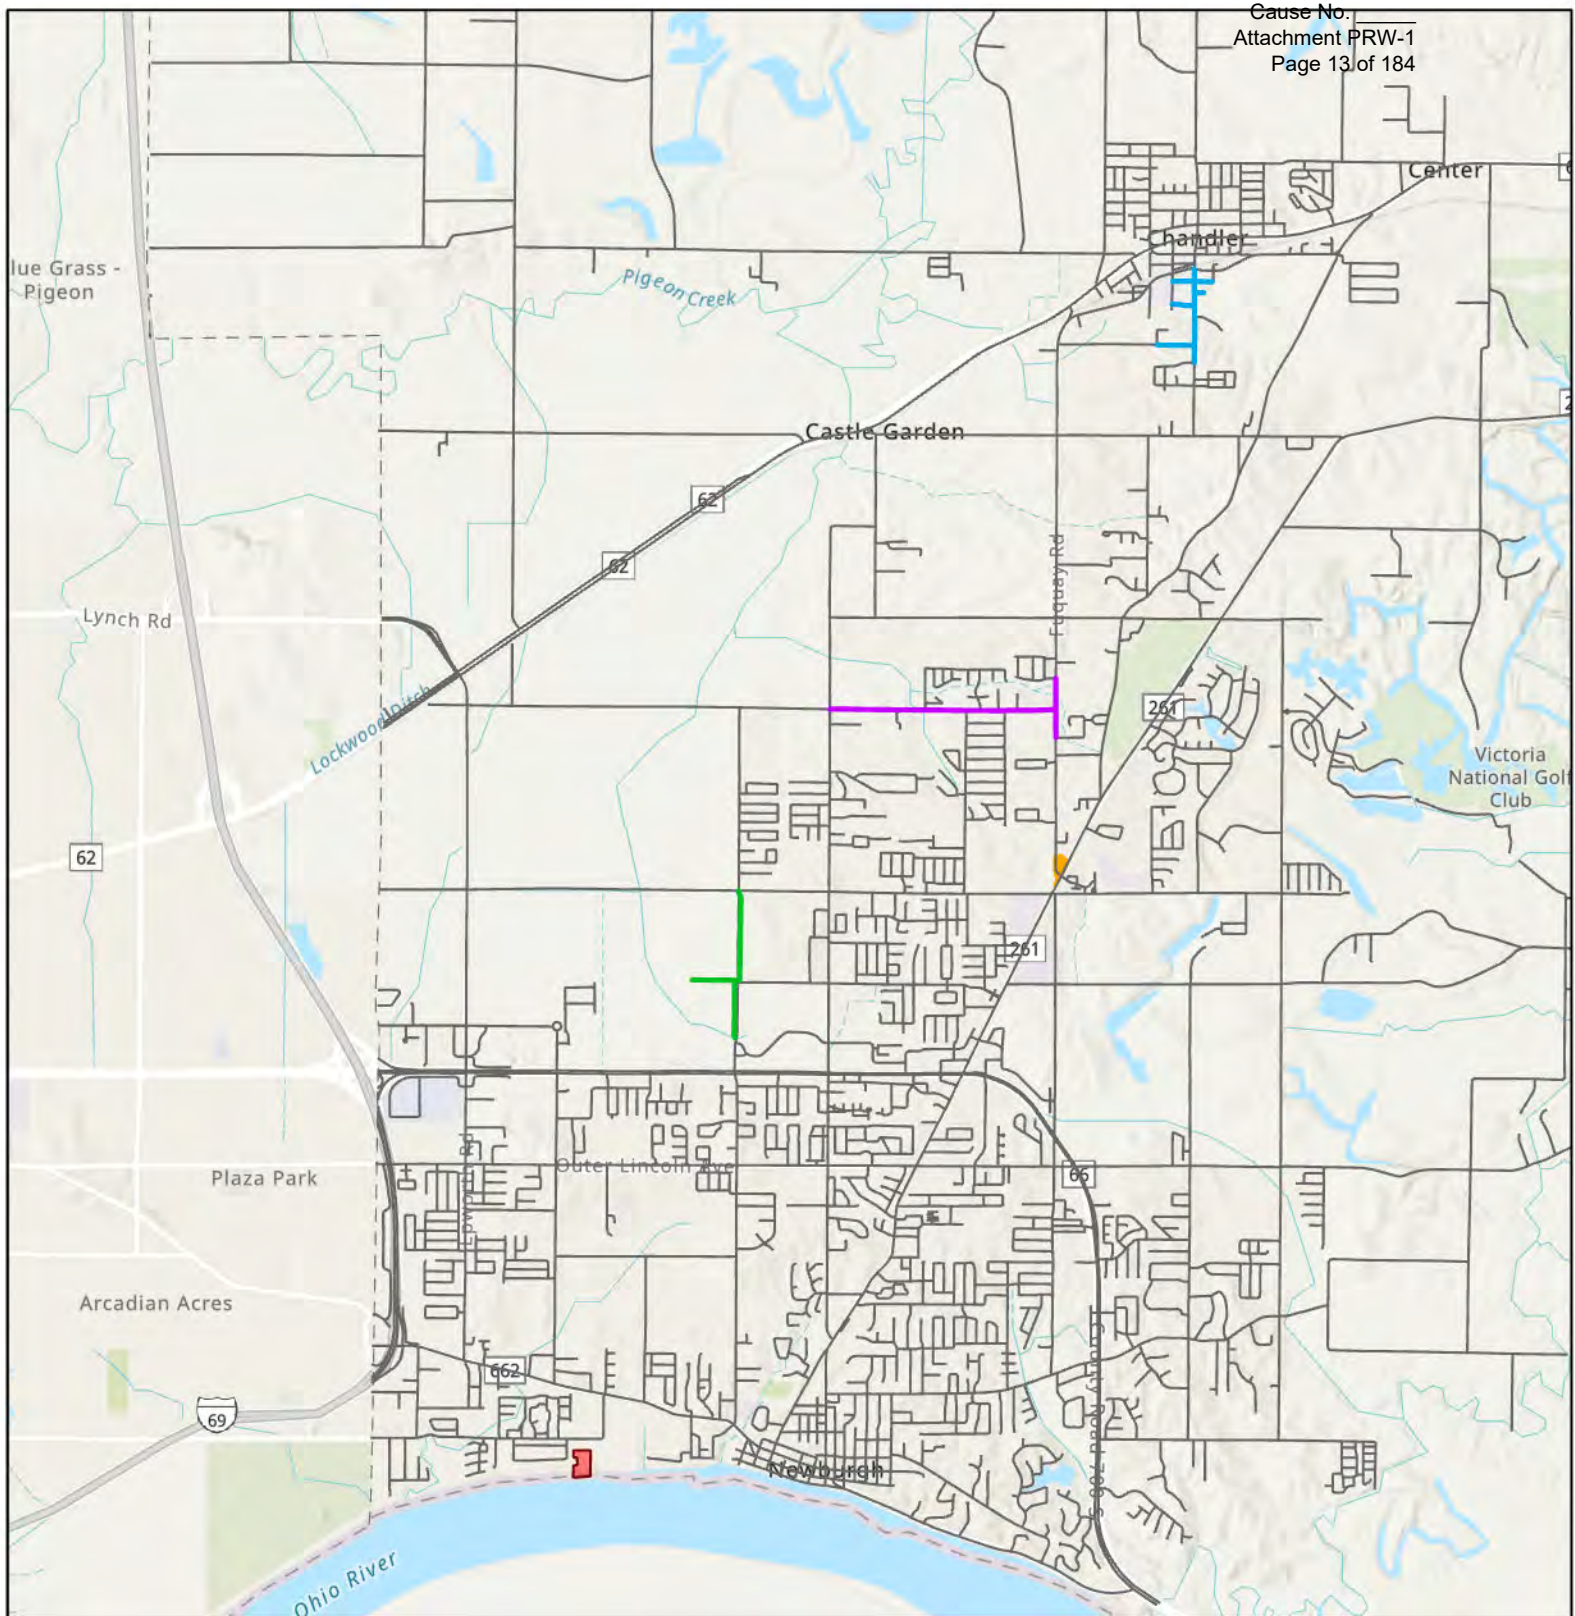 Cause No. _____
Attachment PRW-1
Page 13 of 184
Center
Chandler
lue Grass -
Pigeon
Pigeon Creek
Castle Garden
62
62
Fuquay Rd
Lynch Rd
Lockwood Ditch
261
Victoria
National Golf
Club
62
261
Plaza Park
Outer Lincoln Ave
66
Epworth Rd
Arcadian Acres
662
69
Newburgh
Ohio River